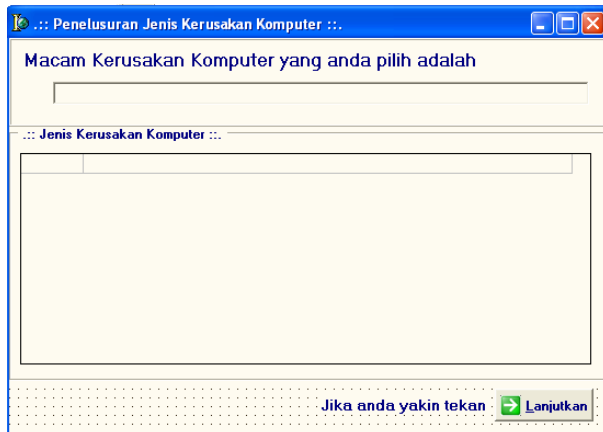 .:: Penelusuran Jenis Kerusakan Komputer ::.
Macam Kerusakan Komputer yang anda pilih adalah
.:: Jenis Kerusakan Komputer ::.
Jika anda yakin tekan
Lanjutkan